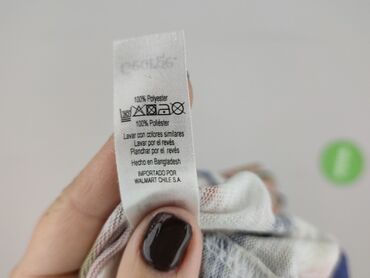 George.
100% Polyester
100% Poliéster
Lavar con colores similares
Lavar por el revés
Planchar por el revés
Hecho en Bangladesh
IMPORTADO POR
WALMART CHILE S.A.